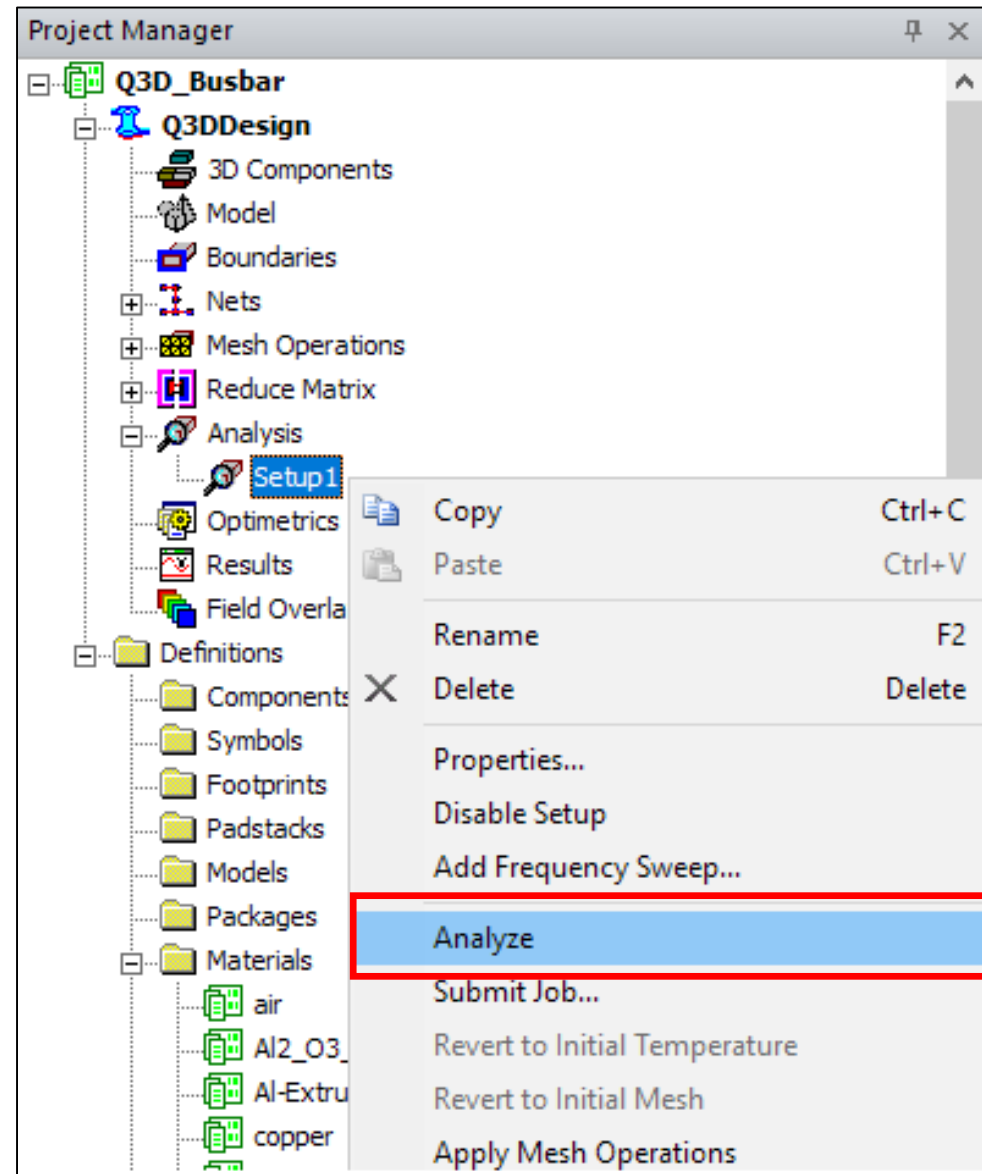 Project Manager
Q3D_Busbar
Q3DDesign
3D Components
Model
Boundaries
Nets
Mesh Operations
Reduce Matrix
Analysis
Setup1
Optimetrics
Results
Field Overla
Definitions
Components
Symbols
Footprints
Padstacks
Models
Packages
Materials
air
Al2_O3_
Al-Extru
copper
Copy Ctrl+C
Paste Ctrl+V
Rename F2
Delete Delete
Properties...
Disable Setup
Add Frequency Sweep...
Analyze
Submit Job...
Revert to Initial Temperature
Revert to Initial Mesh
Apply Mesh Operations